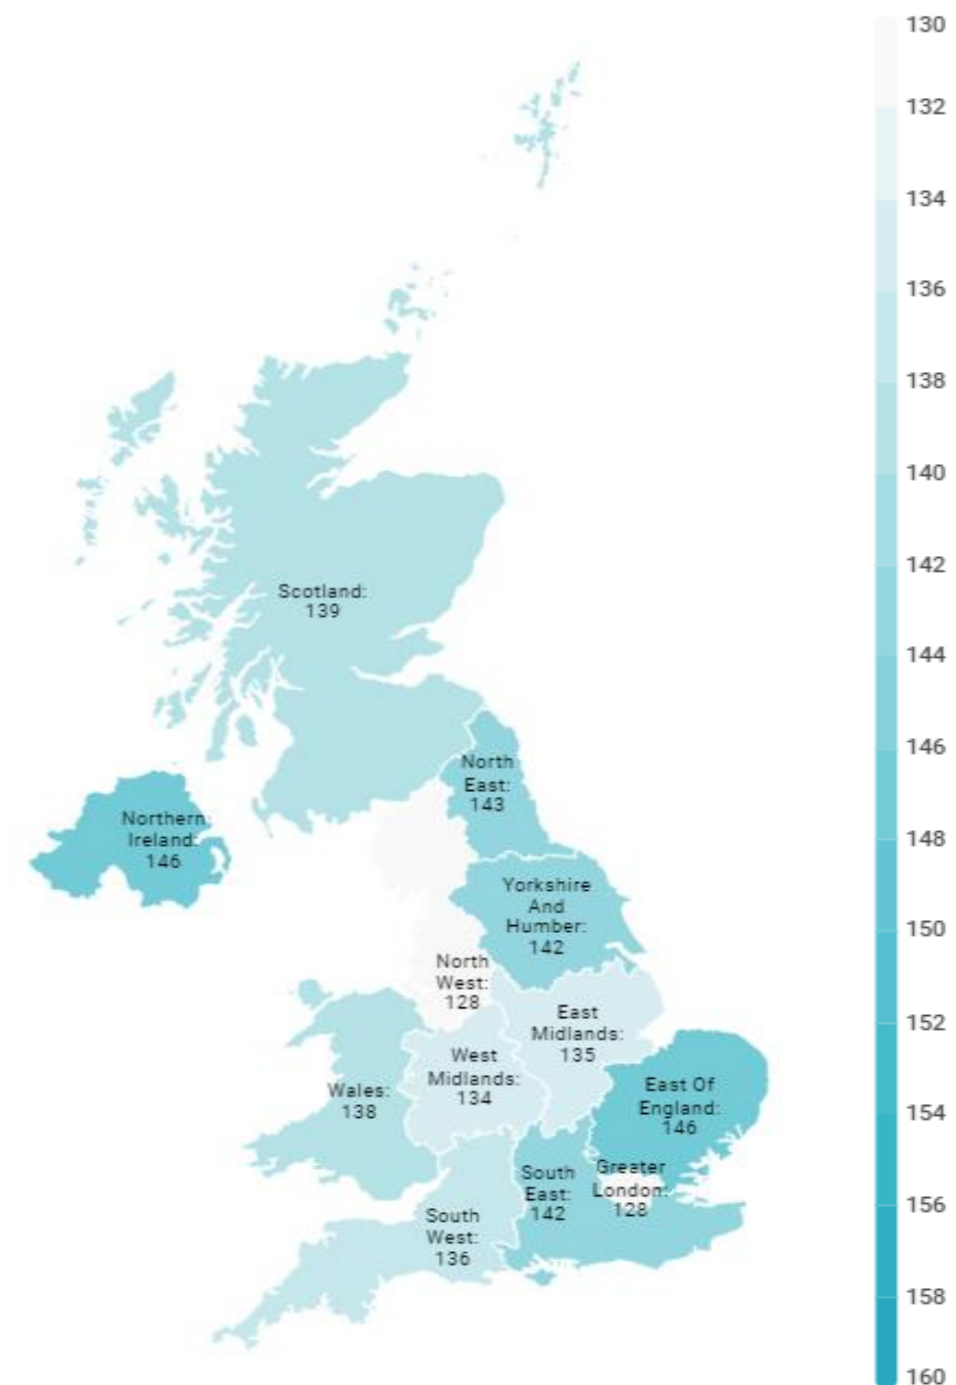 130
132
134
136
138
140
142
144
146
148
150
152
154
156
158
160
Scotland:
139
North
East:
143
Northern
Ireland:
146
Yorkshire
And
Humber:
142
North
West:
128
East
Midlands:
135
West
Midlands:
134
Wales:
138
East Of
England:
146
South
East:
142
Greater
London:
128
South
West:
136